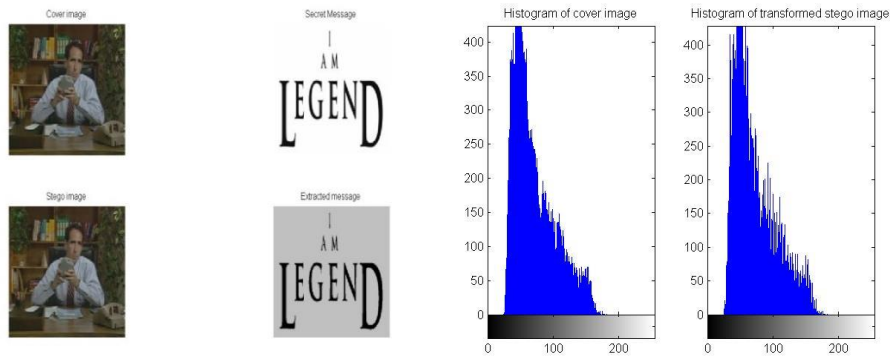 Cover image
Secret Message
I
AM
LEGEND
Stego image
Extracted message
I
AM
LEGEND
Histogram of cover image
400
350
300
250
200
150
100
50
0
0 100 200
Histogram of transformed stego image
400
350
300
250
200
150
100
50
0
0 100 200